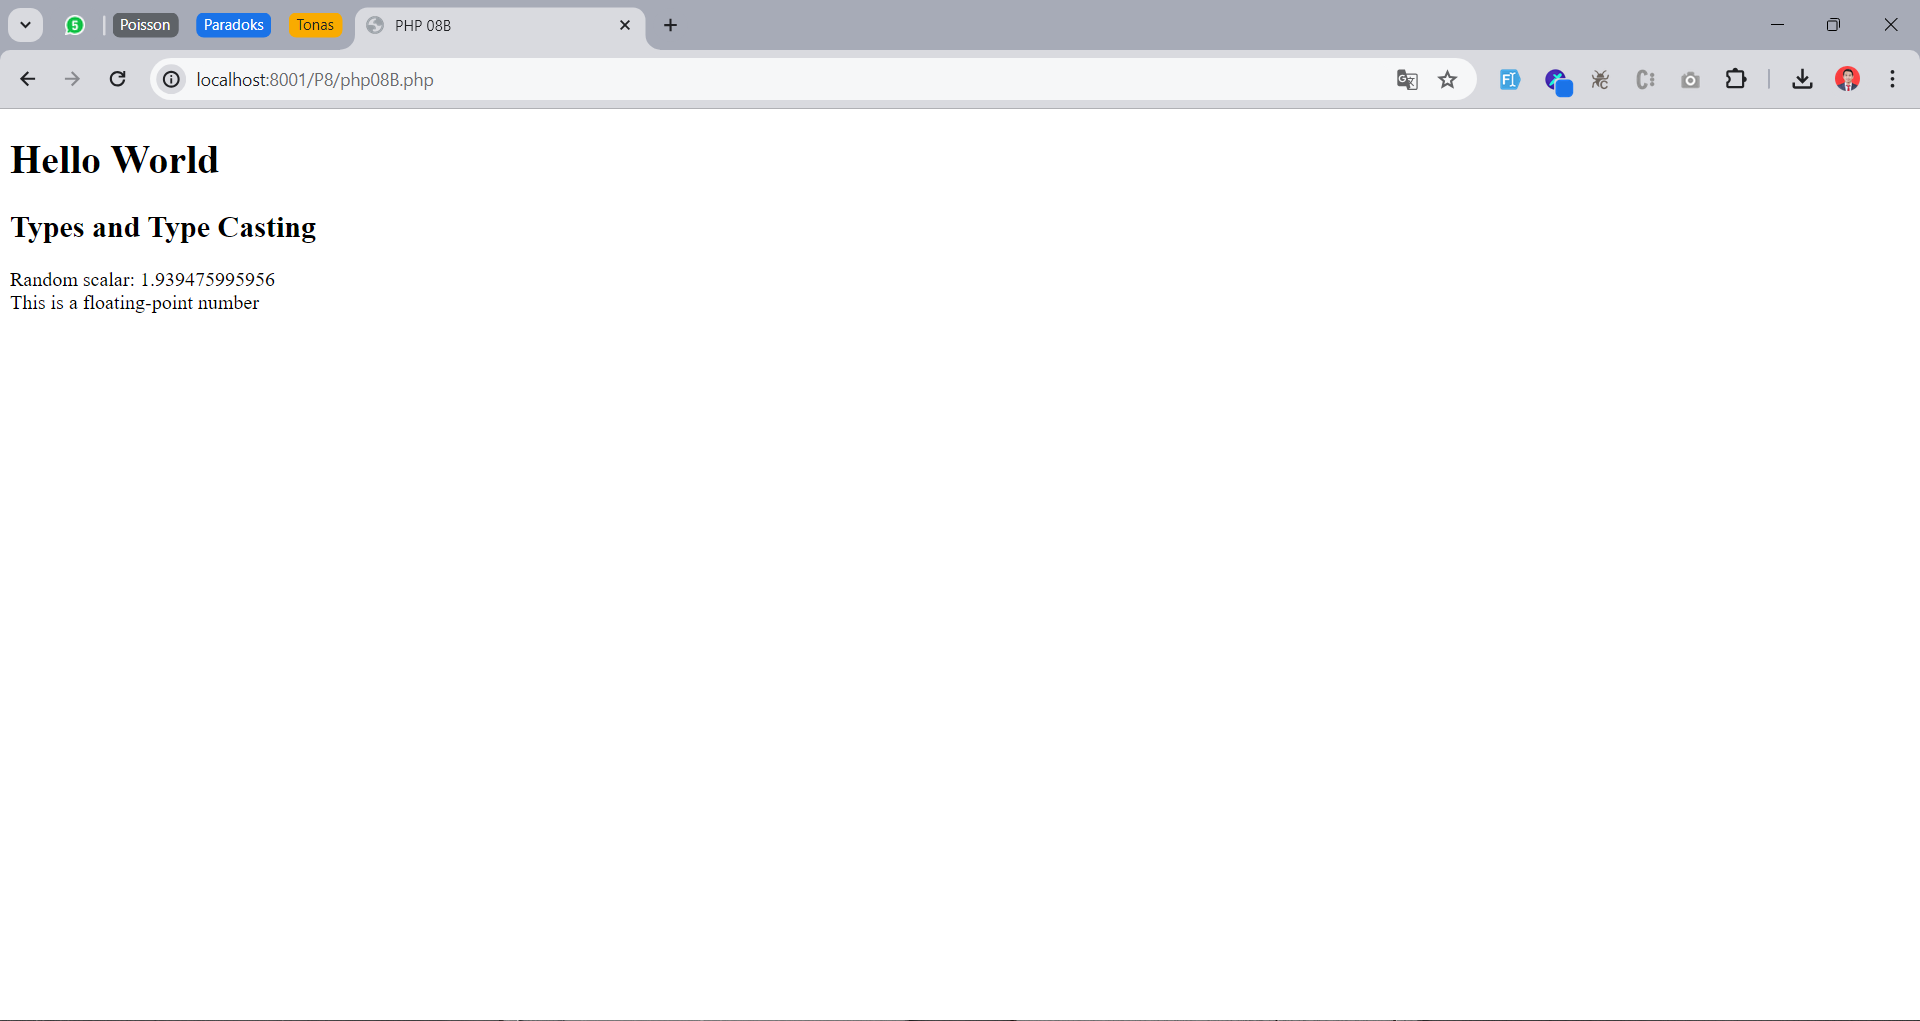 5 Poisson Paradoks Tonas PHP 08B
localhost:8001/P8/php08B.php
Hello World
Types and Type Casting
Random scalar: 1.939475995956
This is a floating-point number